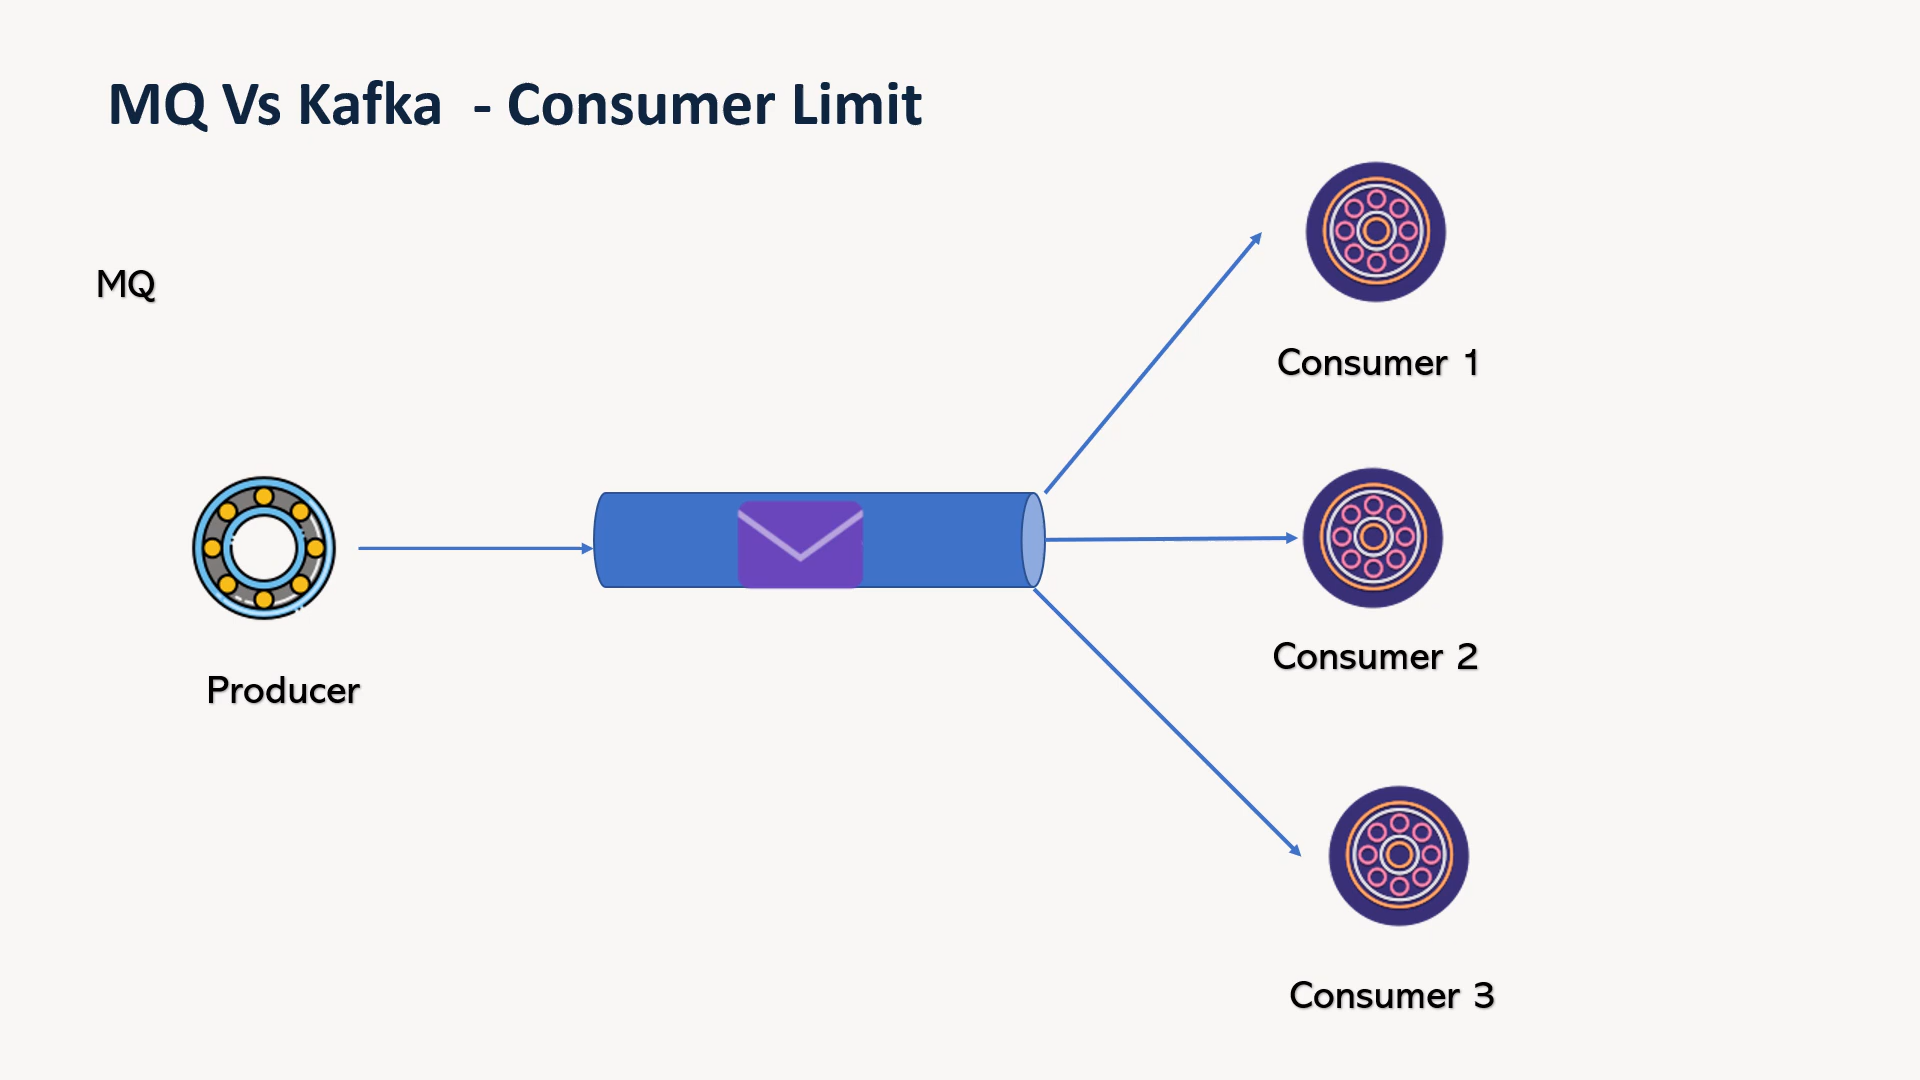 MQ Vs Kafka - Consumer Limit
MQ
Consumer 1
Consumer 2
Producer
Consumer 3